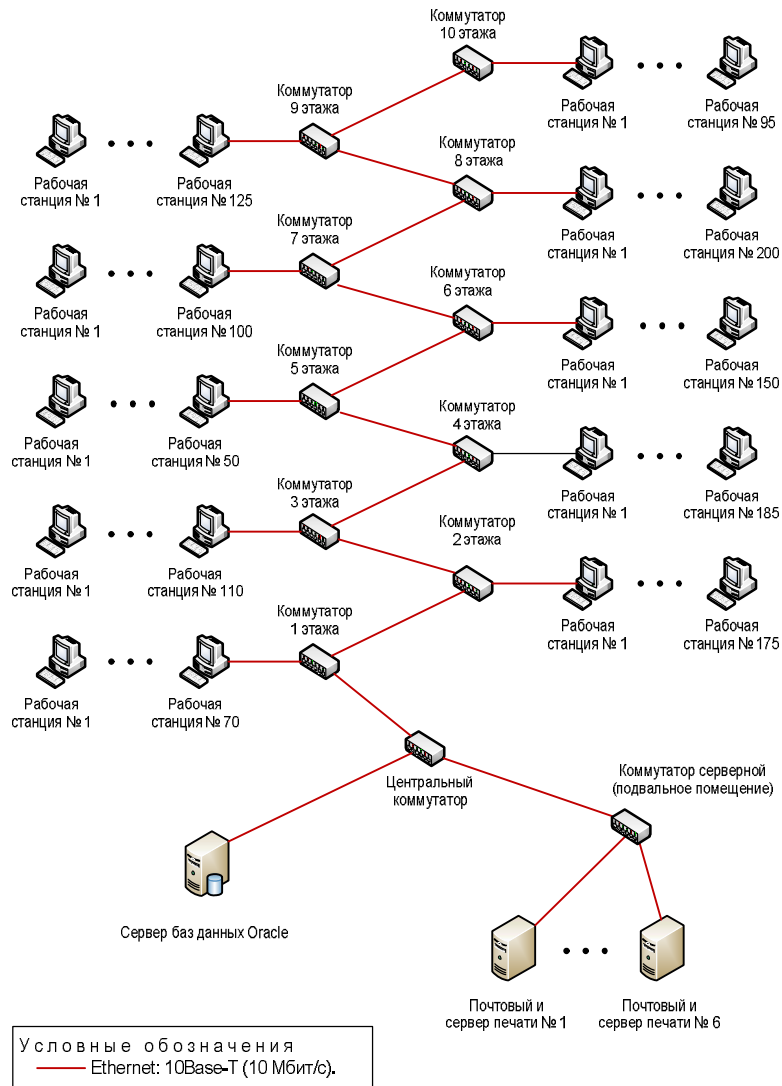 Коммутатор
10 этажа
Рабочая
станция № 1
Рабочая
станция № 95
Коммутатор
9 этажа
Рабочая
станция № 1
Рабочая
станция № 125
Коммутатор
8 этажа
Рабочая
станция № 1
Рабочая
станция № 200
Коммутатор
7 этажа
Рабочая
станция № 1
Рабочая
станция № 100
Коммутатор
6 этажа
Рабочая
станция № 1
Рабочая
станция № 150
Коммутатор
5 этажа
Рабочая
станция № 1
Рабочая
станция № 50
Коммутатор
4 этажа
Рабочая
станция № 1
Рабочая
станция № 185
Коммутатор
3 этажа
Рабочая
станция № 1
Рабочая
станция № 110
Коммутатор
2 этажа
Рабочая
станция № 1
Рабочая
станция № 175
Коммутатор
1 этажа
Рабочая
станция № 1
Рабочая
станция № 70
Центральный
коммутатор
Коммутатор серверной
(подвальное помещение)
Сервер баз данных Oracle
Почтовый и
сервер печати № 1
Почтовый и
сервер печати № 6
Условные обозначения
Ethernet: 10Base-T (10 Мбит/с).